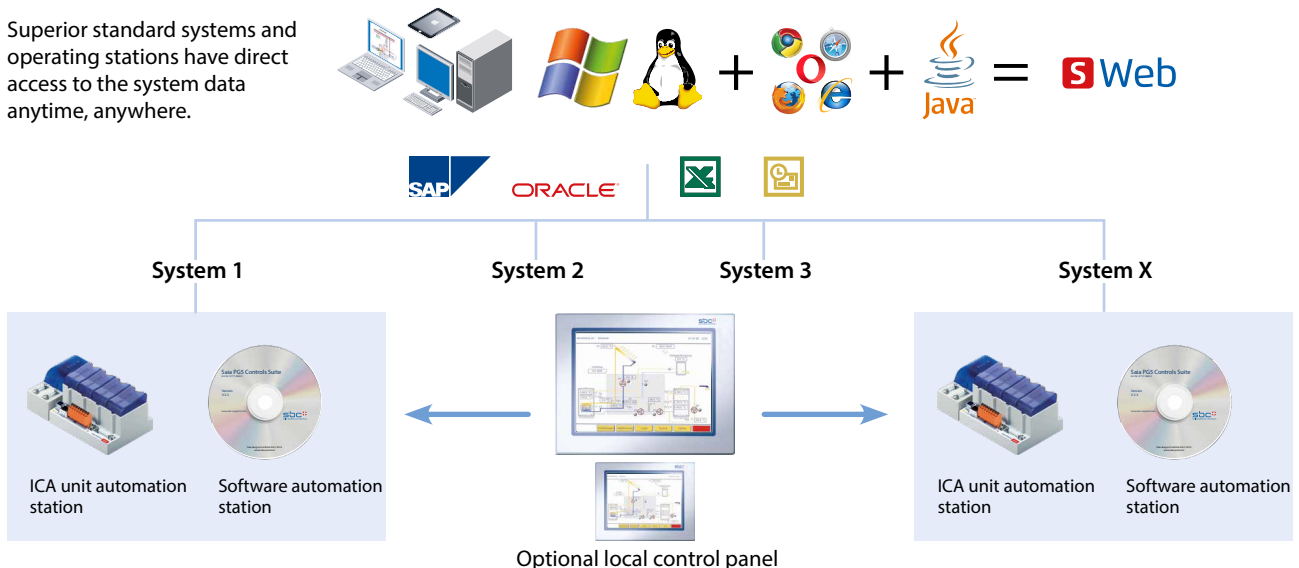 Superior standard systems and
operating stations have direct
access to the system data
anytime, anywhere.
+ + Java = S Web
SAP ORACLE
System 1 System 2 System 3 System X
sbc
Saia PG5 Controls Suite
sbc
Saia PG5 Controls Suite
sbc
ICA unit automation
station
Software automation
station
ICA unit automation
station
Software automation
station
Optional local control panel